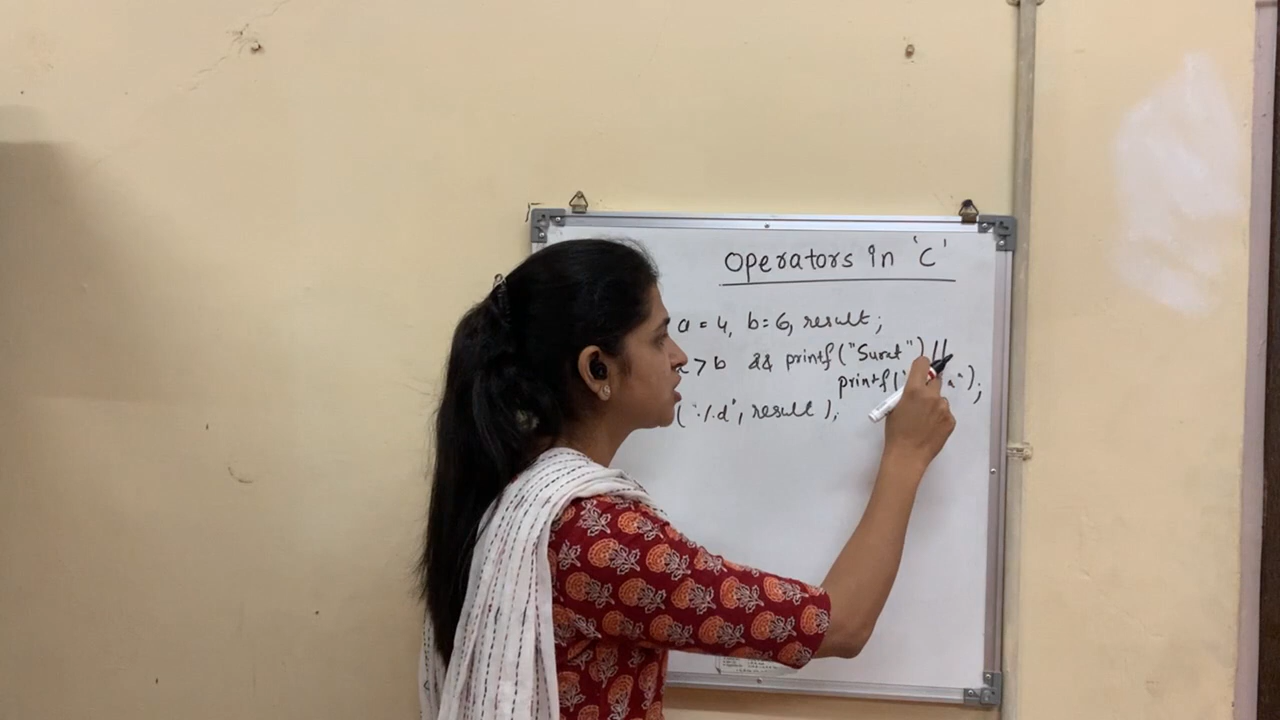 Operators in 'C'
a = 4, b = 6, result;
a > b && printf("Surat") ||
printf("
("%d", result);